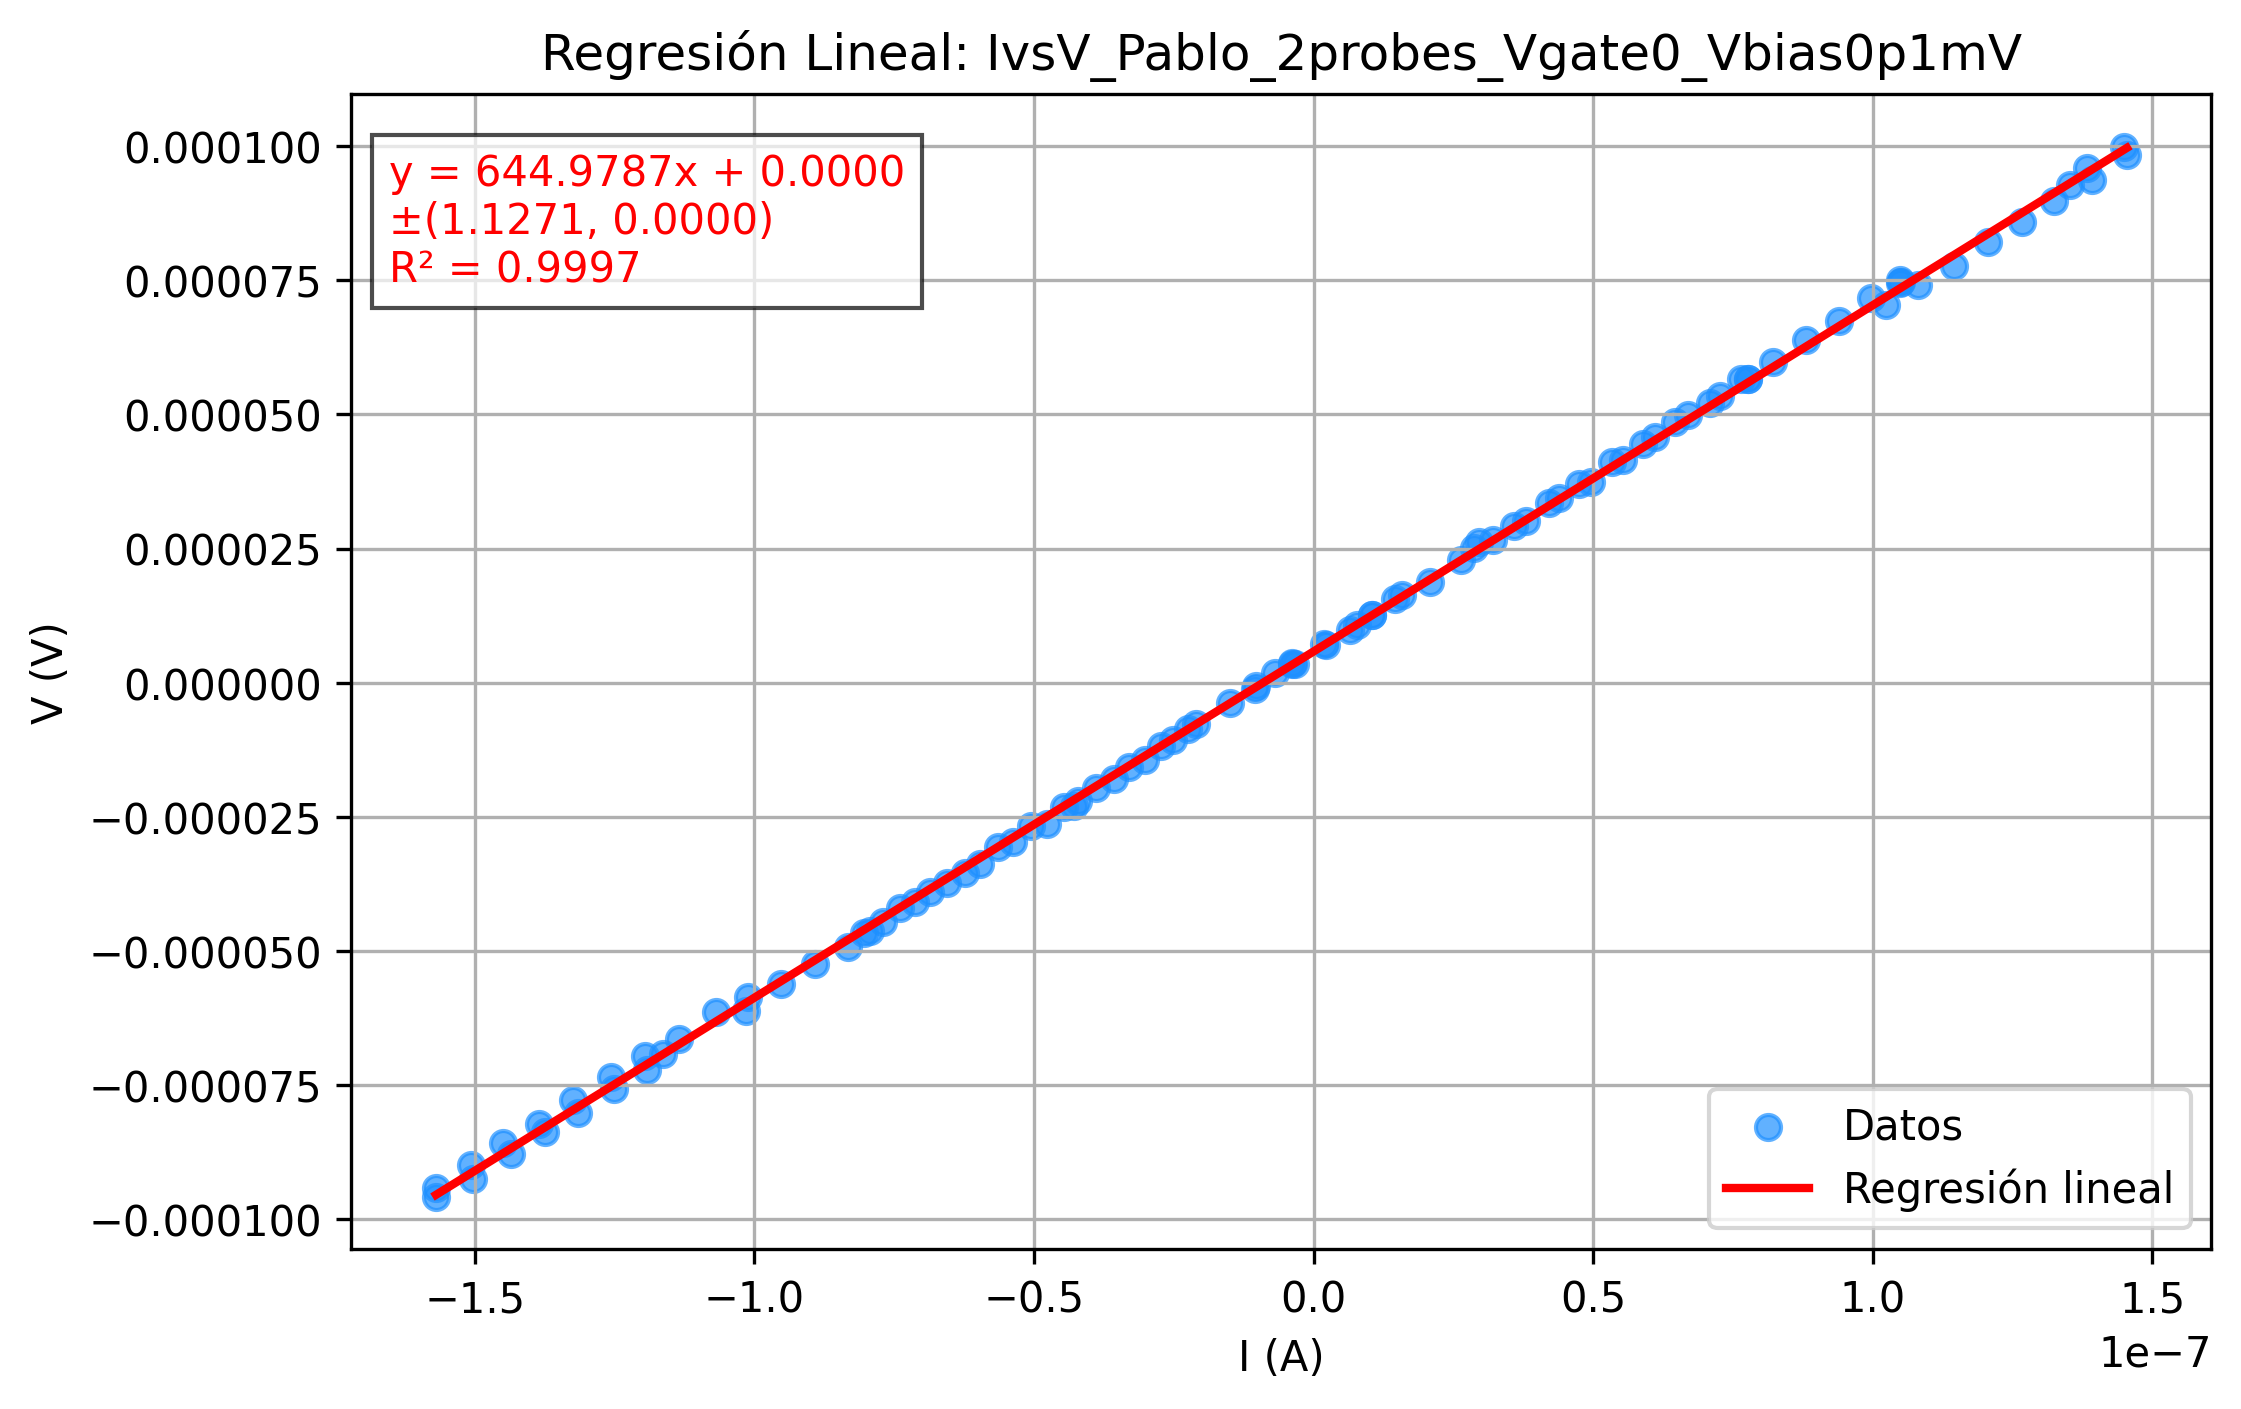 Regresión Lineal: IvsV_Pablo_2probes_Vgate0_Vbias0p1mV
y = 644.9787x + 0.0000
±(1.1271, 0.0000)
R² = 0.9997
0.000100
0.000075
0.000050
0.000025
0.000000
−0.000025
−0.000050
−0.000075
−0.000100
V (V)
Datos
Regresión lineal
−1.5 −1.0 −0.5 0.0 0.5 1.0 1.5
1e−7
I (A)